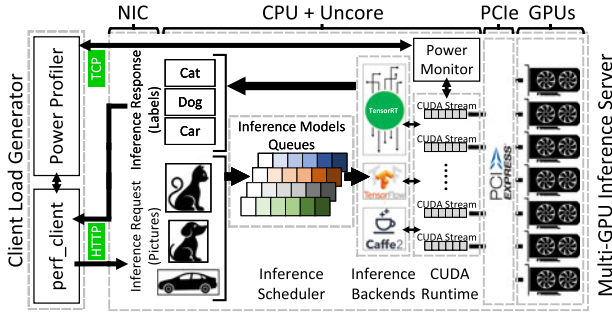 NIC
CPU + Uncore
PCIe
GPUs
Client Load Generator
Power Profiler
perf_client
TCP
HTTP
Inference Response
(Labels)
Cat
Dog
Car
Inference Request
(Pictures)
Inference Models
Queues
Inference
Scheduler
TensorRT
TensorFlow
Caffe2
Inference
Backends
Power
Monitor
CUDA Stream
CUDA Stream
CUDA Stream
CUDA Stream
CUDA
Runtime
PCI
EXPRESS
Multi-GPU Inference Server